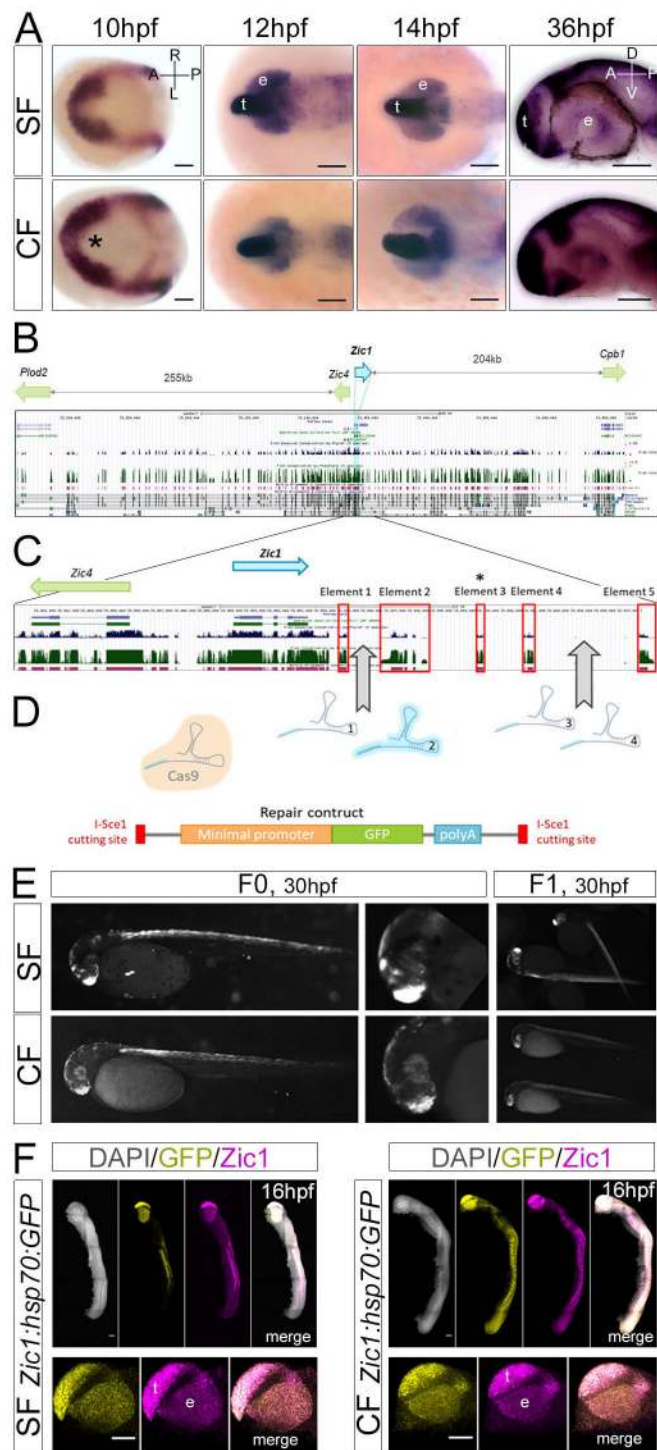 A
10hpf 12hpf 14hpf 36hpf
SF
R
A P
L
e
t
e
t
D
A P
V
t
e
CF
*
B
Plod2
255kb
Zic4
Zic1
204kb
Cpb1
C
Zic4
Zic1
*
Element 1 Element 2 Element 3 Element 4 Element 5
D
Cas9
1
2
3
4
Repair contruct
I-Sce1
cutting site
Minimal promoter GFP polyA
I-Sce1
cutting site
E
F0, 30hpf F1, 30hpf
SF
CF
F
DAPI/GFP/Zic1
SF Zic1:hsp70:GFP
16hpf
merge
t
e
merge
DAPI/GFP/Zic1
CF Zic1:hsp70:GFP
16hpf
merge
t
e
merge